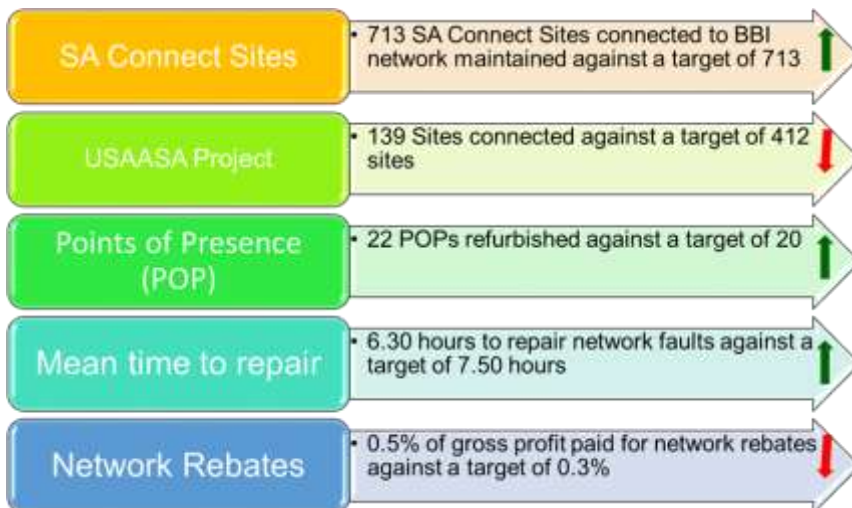 SA Connect Sites
• 713 SA Connect Sites connected to BBI
network maintained against a target of 713
USAASA Project
• 139 Sites connected against a target of 412
sites
Points of Presence
(POP)
• 22 POPs refurbished against a target of 20
Mean time to repair
• 6.30 hours to repair network faults against a
target of 7.50 hours
Network Rebates
• 0.5% of gross profit paid for network rebates
against a target of 0.3%